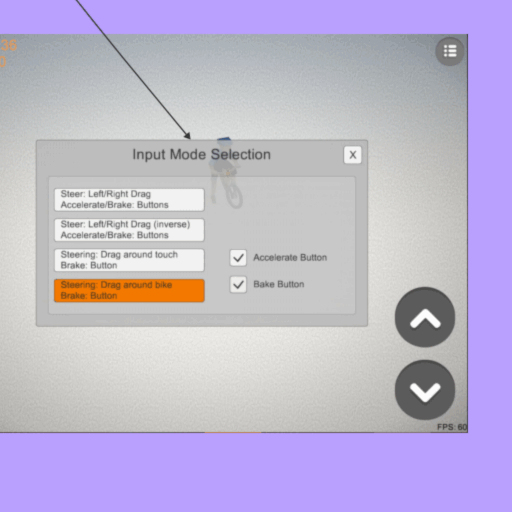 Input Mode Selection
X
Steer: Left/Right Drag
Accelerate/Brake: Buttons
Steer: Left/Right Drag (inverse)
Accelerate/Brake: Buttons
Steering: Drag around touch
Brake: Button
Accelerate Button
Steering: Drag around bike
Brake: Button
Bake Button
FPS: 60